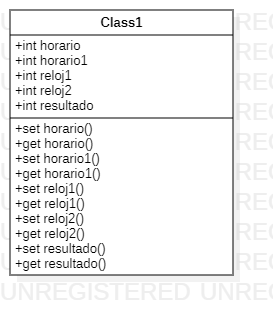 Class1
+int horario
+int horario1
+int reloj1
+int reloj2
+int resultado
+set horario()
+get horario()
+set horario1()
+get horario1()
+set reloj1()
+get reloj1()
+set reloj2()
+get reloj2()
+set resultado()
+get resultado()
UNREGISTERED UNREG